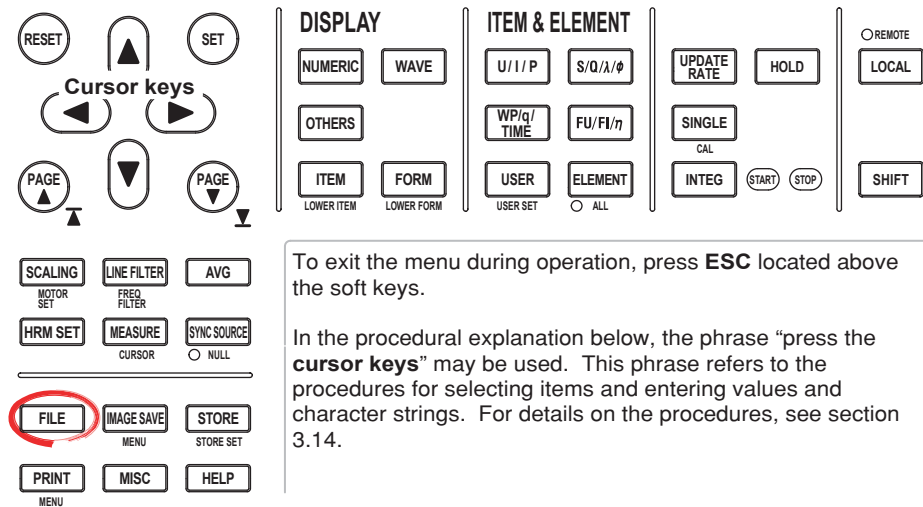 RESET
SET
Cursor keys
PAGE
PAGE
DISPLAY
NUMERIC
WAVE
OTHERS
ITEM
FORM
LOWER ITEM
LOWER FORM
ITEM & ELEMENT
U / I / P
S/Q/λ/ø
WP/q/
TIME
FU/FI/η
USER
ELEMENT
USER SET
ALL
UPDATE
RATE
HOLD
SINGLE
CAL
INTEG
START
STOP
REMOTE
LOCAL
SHIFT
SCALING
LINE FILTER
AVG
MOTOR
SET
FREQ
FILTER
HRM SET
MEASURE
SYNC SOURCE
CURSOR
NULL
FILE
IMAGE SAVE
STORE
MENU
STORE SET
PRINT
MISC
HELP
MENU
To exit the menu during operation, press ESC located above
the soft keys.
In the procedural explanation below, the phrase “press the
cursor keys” may be used.  This phrase refers to the
procedures for selecting items and entering values and
character strings.  For details on the procedures, see section
3.14.